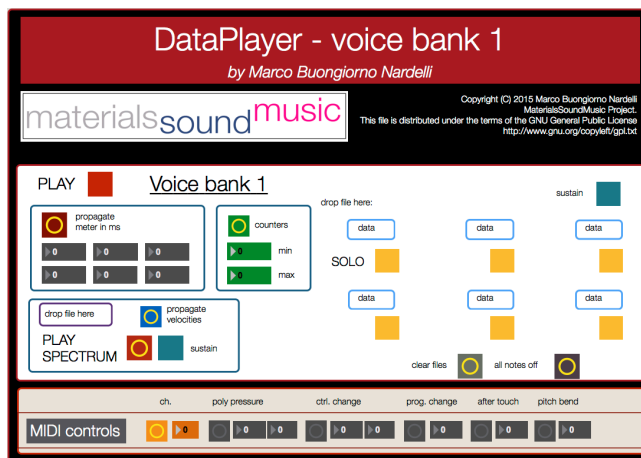 DataPlayer - voice bank 1
by Marco Buongiorno Nardelli
materialssoundmusic
Copyright (C) 2015 Marco Buongiorno Nardelli
MaterialsSoundMusic Project.
This file is distributed under the terms of the GNU General Public License
http://www.gnu.org/copyleft/gpl.txt
PLAY
Voice bank 1
sustain
drop file here:
propagate
meter in ms
counters
data data data
0 0 0
0 min
SOLO
0 0 0
0 max
data data data
drop file here
propagate
velocities
PLAY
SPECTRUM
sustain
clear files
all notes off
ch. poly pressure ctrl. change prog. change after touch pitch bend
MIDI controls
0 0 0 0 0 0 0 0